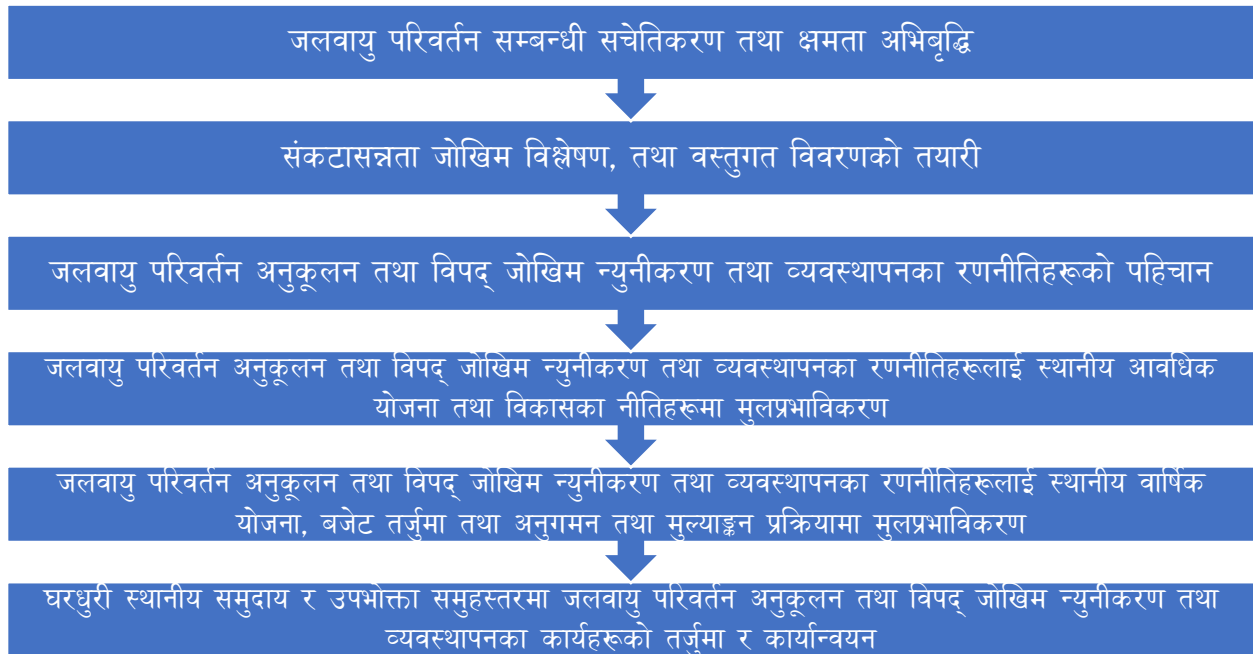 जलवायु परिवर्तन सम्बन्धी सचेतिकरण तथा क्षमता अभिबृद्धि
संकटासन्नता जोखिम विश्लेषण, तथा वस्तुगत विवरणको तयारी
जलवायु परिवर्तन अनुकूलन तथा विपद् जोखिम न्युनीकरण तथा व्यवस्थापनका रणनीतिहरूको पहिचान
जलवायु परिवर्तन अनुकूलन तथा विपद् जोखिम न्युनीकरण तथा व्यवस्थापनका रणनीतिहरूलाई स्थानीय आवधिक
योजना तथा विकासका नीतिहरूमा मुलप्रभाविकरण
जलवायु परिवर्तन अनुकूलन तथा विपद् जोखिम न्युनीकरण तथा व्यवस्थापनका रणनीतिहरूलाई स्थानीय वार्षिक
योजना, बजेट तर्जुमा तथा अनुगमन तथा मुल्याङ्कन प्रक्रियामा मुलप्रभाविकरण
घरधुरी स्थानीय समुदाय र उपभोक्ता समुहस्तरमा जलवायु परिवर्तन अनुकूलन तथा विपद् जोखिम न्युनीकरण तथा
व्यवस्थापनका कार्यहरूको तर्जुमा र कार्यान्वयन